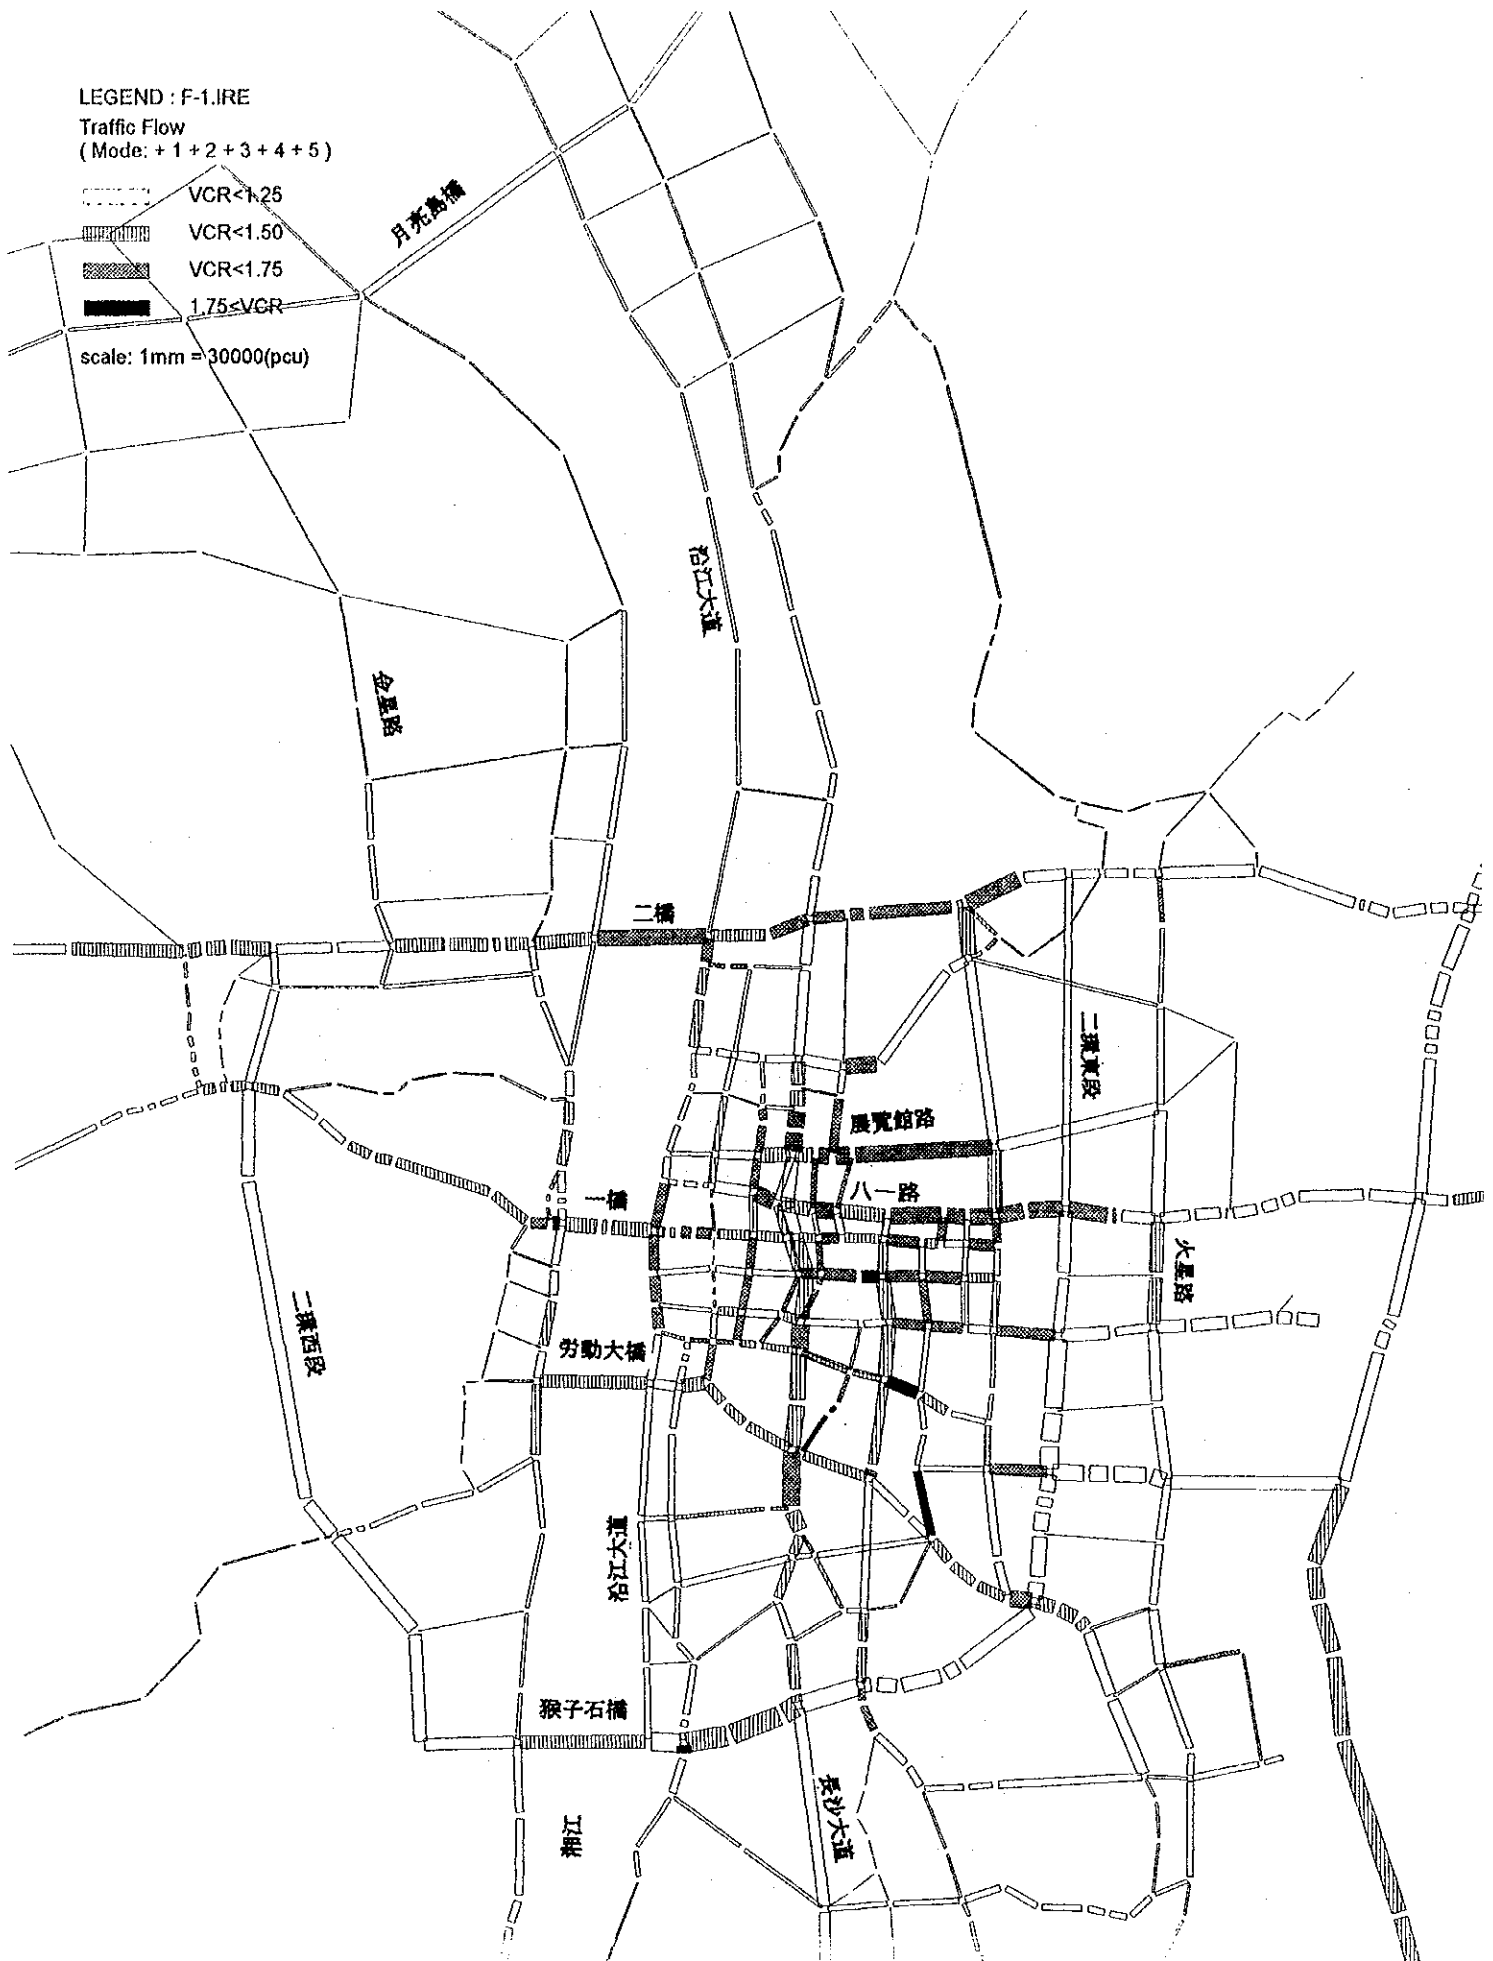 LEGEND : F-1.IRE
Traffic Flow
( Mode: + 1 + 2 + 3 + 4 + 5 )
VCR<1.25
VCR<1.50
VCR<1.75
1.75<VCR
scale: 1mm = 30000(pcu)
月亮島橋
沿江大道
金星路
二橋
二環東段
展覧館路
八一路
一橋
火星路
二環西段
労動大橋
沿江大道
猴子石橋
長沙大道
湘江